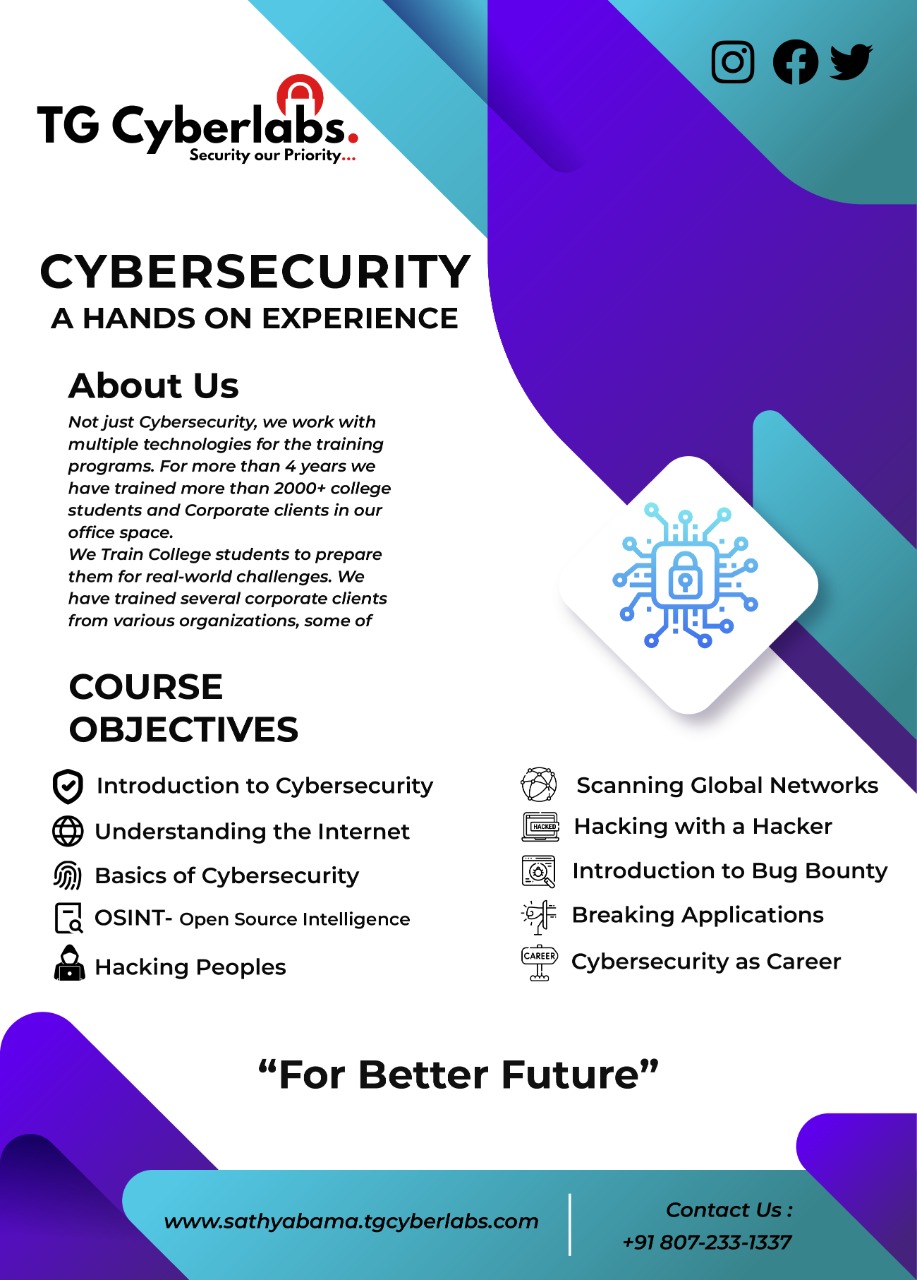 TG Cyberlabs.
Security our Priority...
CYBERSECURITY
A HANDS ON EXPERIENCE
About Us
Not just Cybersecurity, we work with
multiple technologies for the training
programs. For more than 4 years we
have trained more than 2000+ college
students and Corporate clients in our
office space.
We Train College students to prepare
them for real-world challenges. We
have trained several corporate clients
from various organizations, some of
COURSE
OBJECTIVES
Introduction to Cybersecurity
Understanding the Internet
Basics of Cybersecurity
OSINT- Open Source Intelligence
Hacking Peoples
Scanning Global Networks
HACKED
Hacking with a Hacker
Introduction to Bug Bounty
Breaking Applications
CAREER
Cybersecurity as Career
“For Better Future”
www.sathyabama.tgcyberlabs.com
Contact Us :
+91 807-233-1337